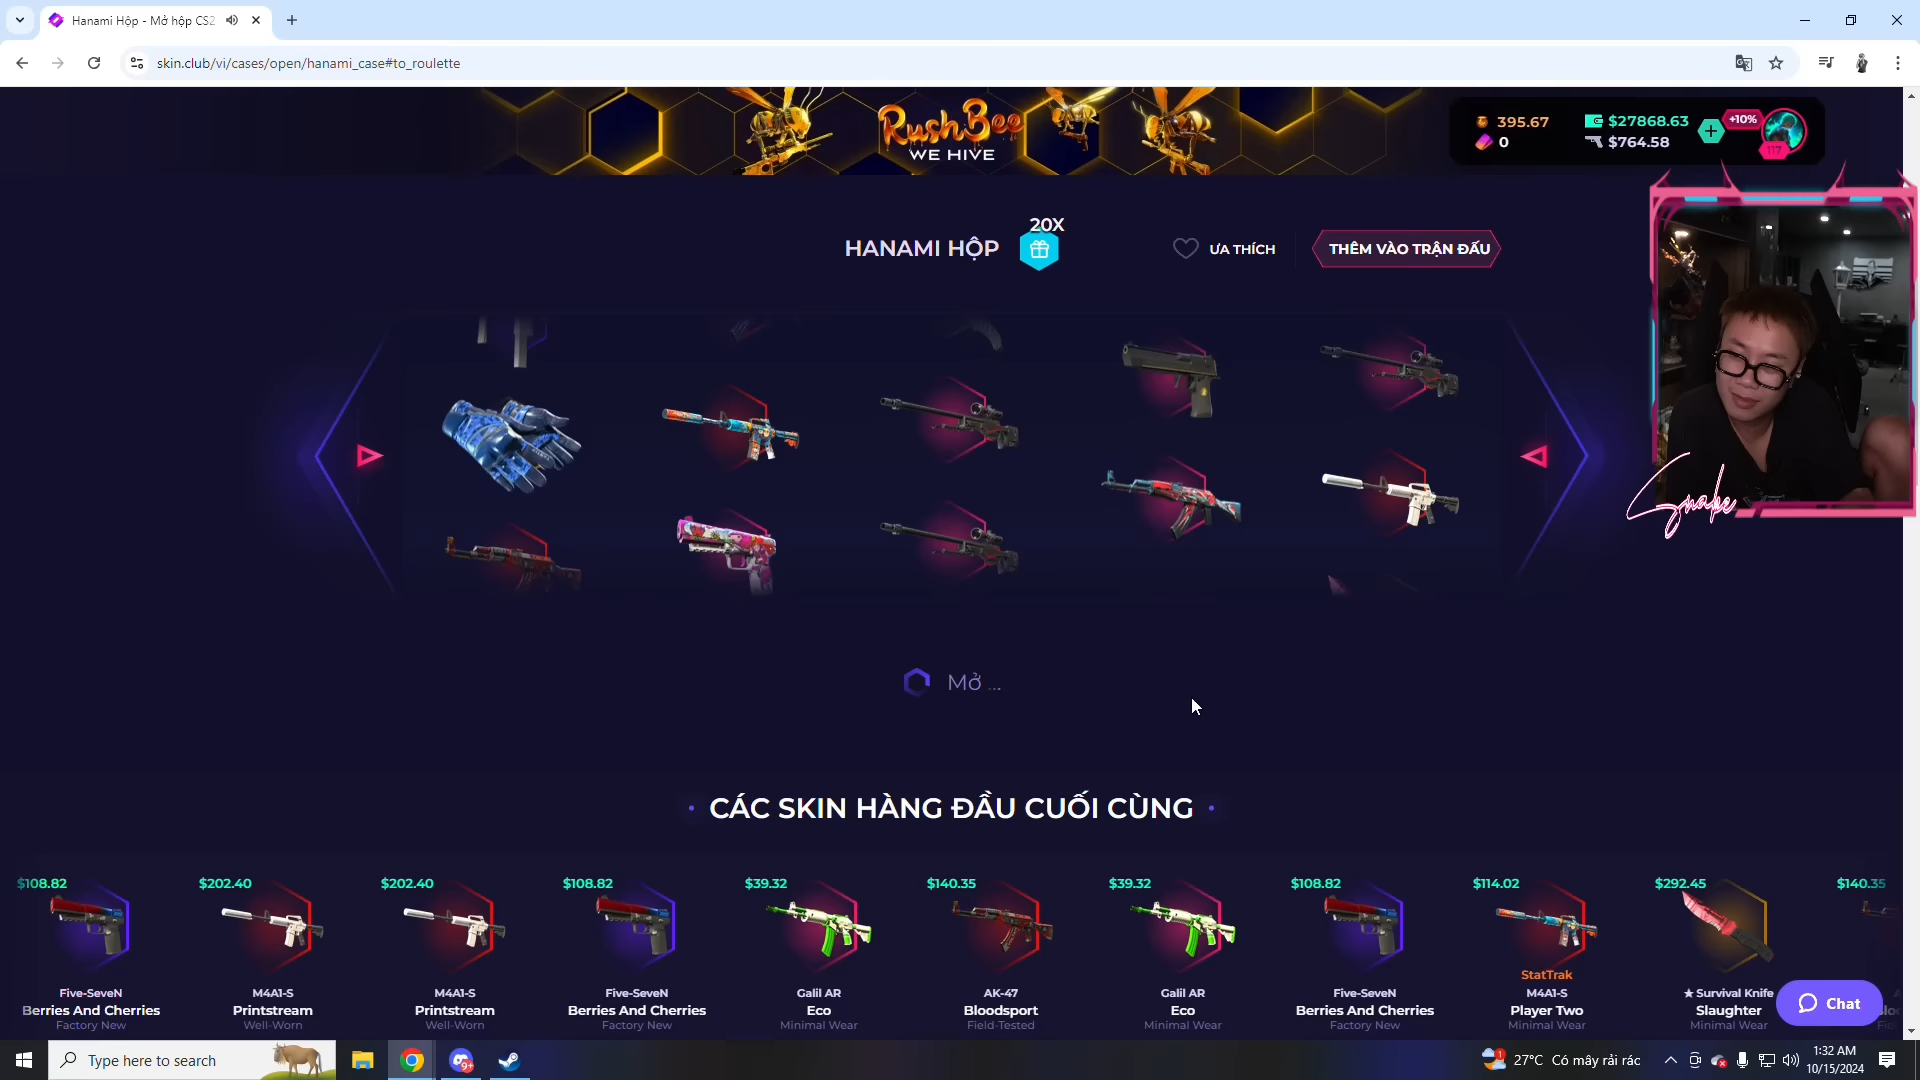 Hanami Hộp - Mở hộp CS2
skin.club/vi/cases/open/hanami_case#to_roulette
RushBee
WE HIVE
395.67
$27868.63
+10%
0
$764.58
117
20X
HANAMI HỘP
ƯA THÍCH
THÊM VÀO TRẬN ĐẤU
Snake
Mở ...
CÁC SKIN HÀNG ĐẦU CUỐI CÙNG
$108.82
$202.40
$202.40
$108.82
$39.32
$140.35
$39.32
$108.82
$114.02
$292.45
$140.35
StatTrak
Five-SeveN
M4A1-S
M4A1-S
Five-SeveN
Galil AR
AK-47
Galil AR
Five-SeveN
M4A1-S
★ Survival Knife
Berries And Cherries
Printstream
Printstream
Berries And Cherries
Eco
Bloodsport
Eco
Berries And Cherries
Player Two
Slaughter
Factory New
Well-Worn
Well-Worn
Factory New
Minimal Wear
Field-Tested
Minimal Wear
Factory New
Minimal Wear
Minimal Wear
Chat
Type here to search
9+
1
27°C Có mây rải rác
1:32 AM
10/15/2024